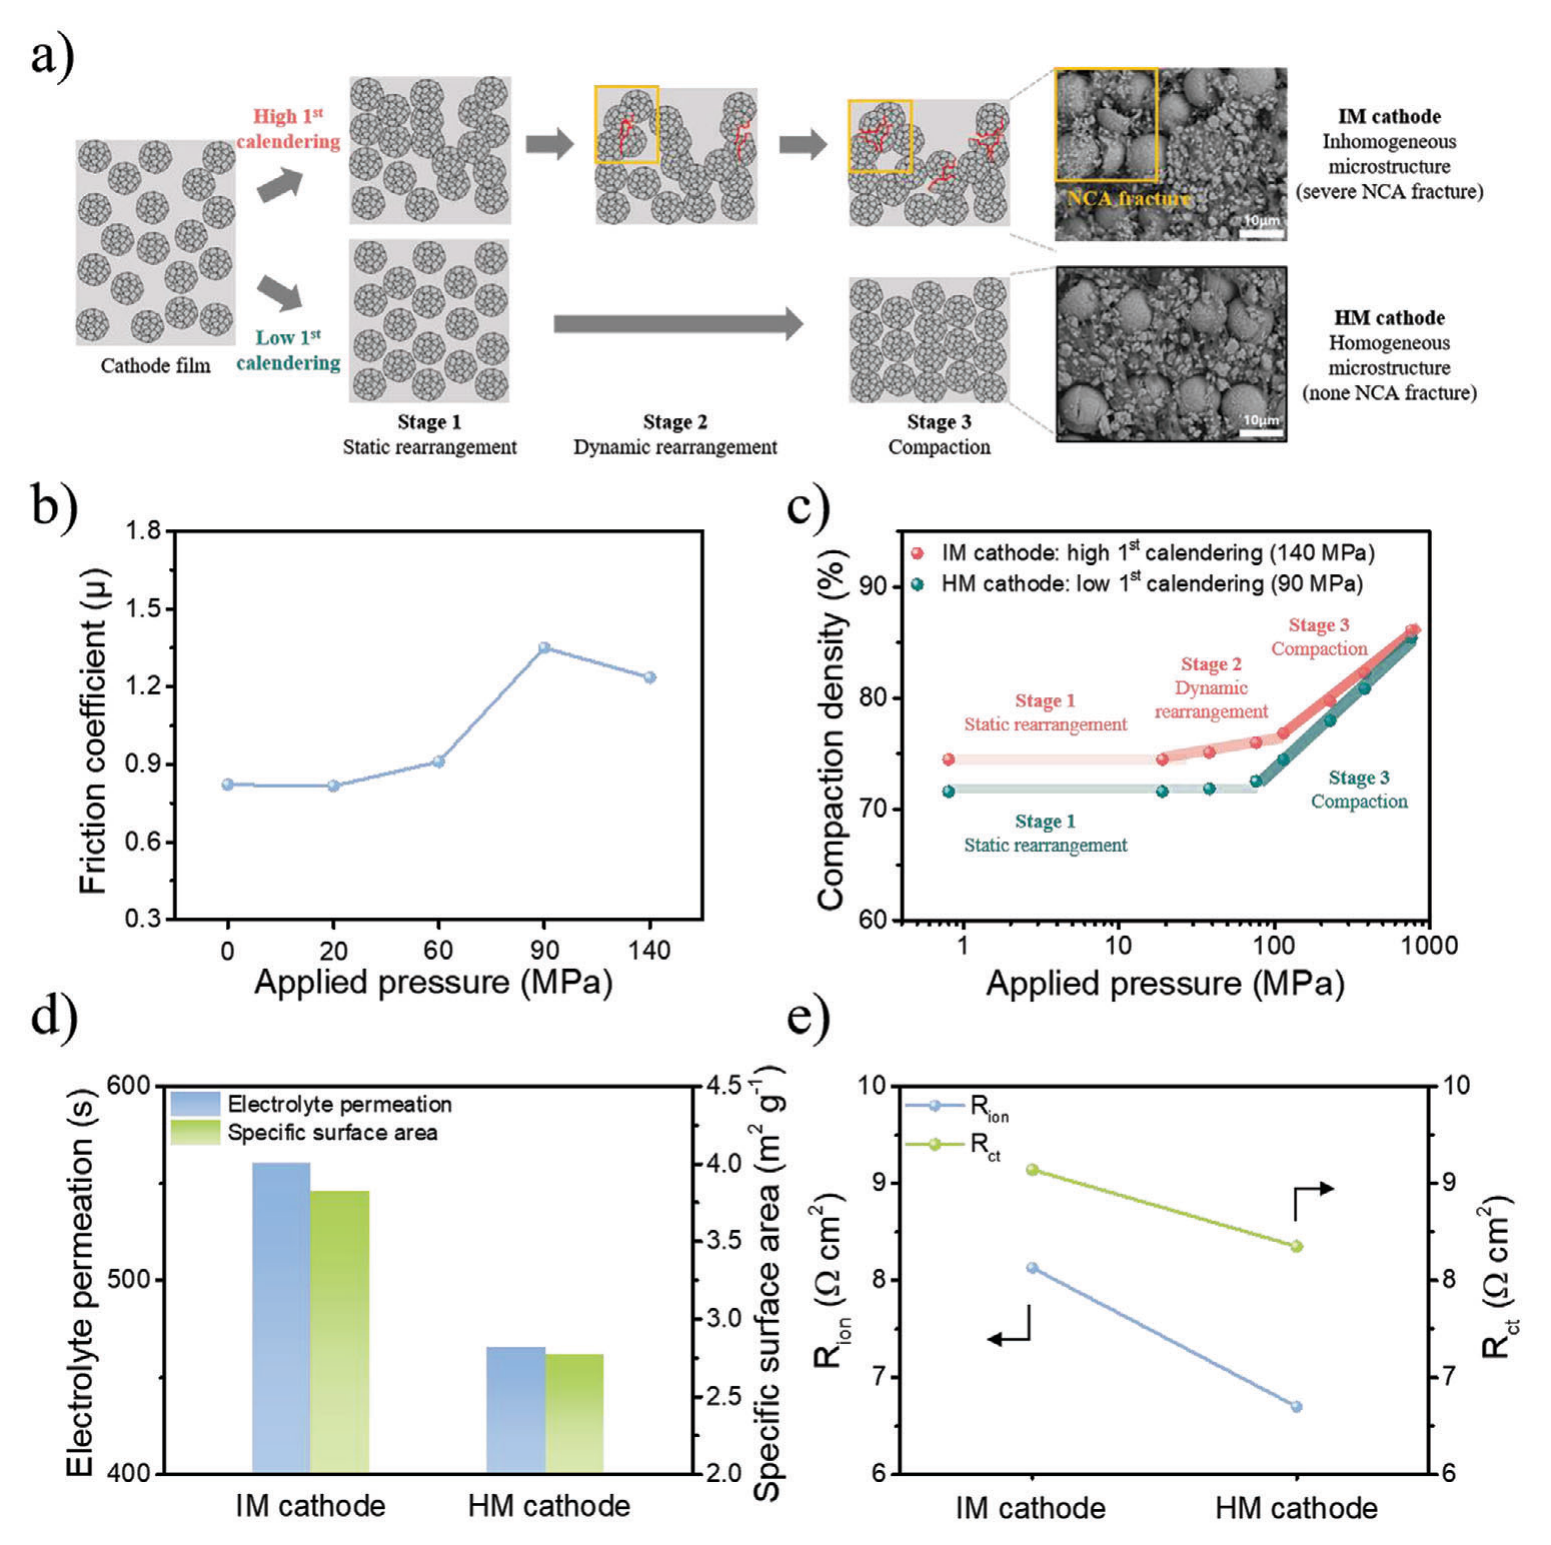 a)
High 1st
calendering
Low 1st
calendering
Cathode film
NCA fracture
10μm
10μm
IM cathode
Inhomogeneous
microstructure
(severe NCA fracture)
HM cathode
Homogeneous
microstructure
(none NCA fracture)
Stage 1
Static rearrangement
Stage 2
Dynamic rearrangement
Stage 3
Compaction
b)
Friction coefficient (μ)
1.8
1.5
1.2
0.9
0.6
0.3
0 20 60 90 140
Applied pressure (MPa)
c)
Compaction density (%)
90
80
70
60
IM cathode: high 1st calendering (140 MPa)
HM cathode: low 1st calendering (90 MPa)
Stage 1
Static rearrangement
Stage 2
Dynamic
rearrangement
Stage 3
Compaction
Stage 1
Static rearrangement
Stage 3
Compaction
1 10 100 1000
Applied pressure (MPa)
d)
Electrolyte permeation (s)
600
500
400
Electrolyte permeation
Specific surface area
4.5
4.0
3.5
3.0
2.5
2.0
Specific surface area (m2 g-1)
IM cathode HM cathode
e)
Rion (Ω cm2)
10
9
8
7
6
Rion
Rct
10
9
8
7
6
Rct (Ω cm2)
IM cathode HM cathode